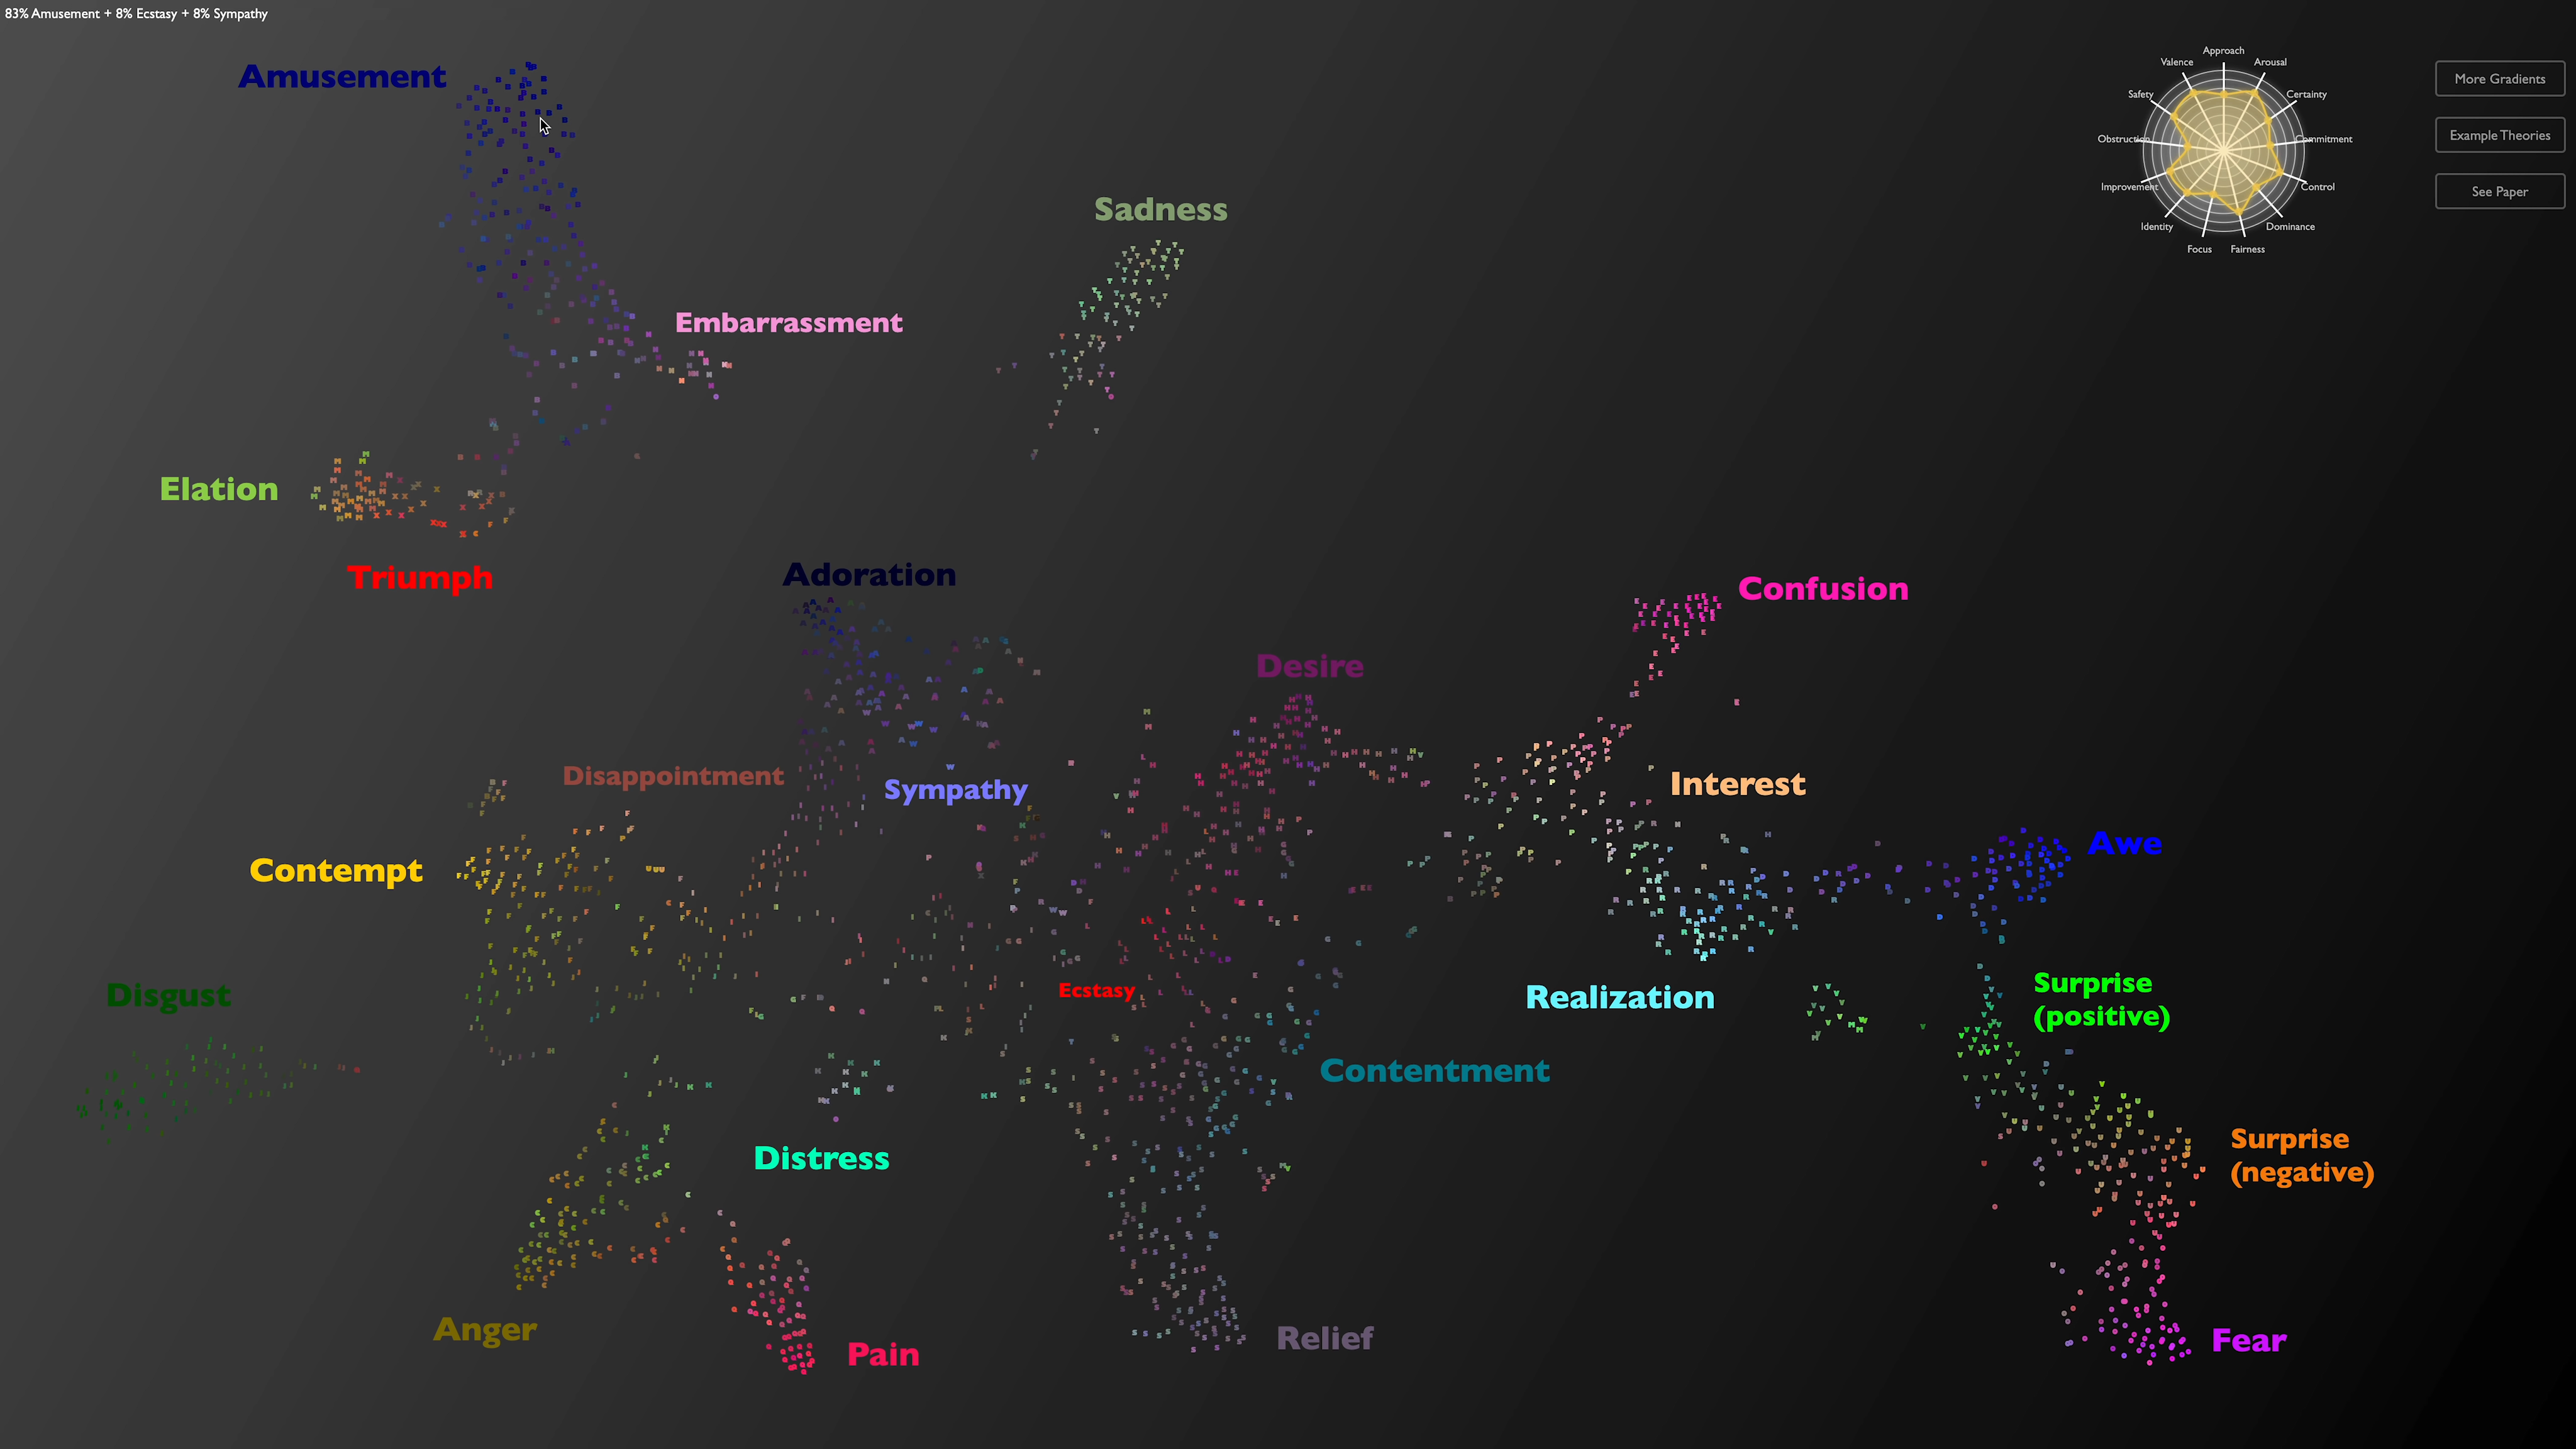 83% Amusement + 8% Ecstasy + 8% Sympathy
Approach
Valence
Arousal
Safety
Certainty
Obstruction
Commitment
Improvement
Control
Identity
Dominance
Focus
Fairness
More Gradients
Example Theories
See Paper
Amusement
Sadness
Embarrassment
Elation
Triumph
Adoration
Confusion
Desire
Disappointment
Sympathy
Interest
Contempt
Awe
Disgust
Ecstasy
Realization
Surprise
(positive)
Contentment
Distress
Surprise
(negative)
Anger
Pain
Relief
Fear